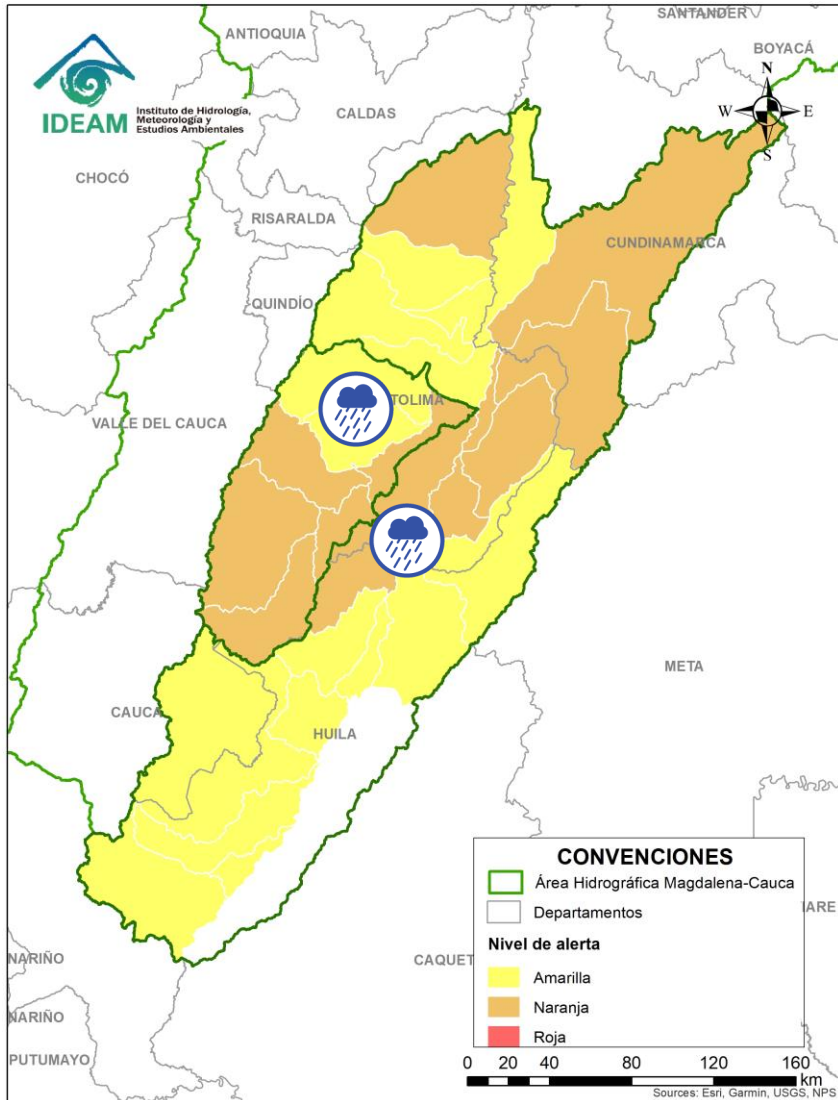 SANTANDER
ANTIOQUIA
BOYACÁ
N
IDEAM
Instituto de Hidrología,
Meteorología y
Estudios Ambientales
CALDAS
W
E
S
CHOCÓ
RISARALDA
CUNDINAMARCA
QUINDÍO
TOLIMA
VALLE DEL CAUCA
META
CAUCA
HUILA
CONVENCIONES
Área Hidrográfica Magdalena-Cauca
Departamentos
IARE
Nivel de alerta
NARIÑO
CAQUET
Amarilla
Naranja
NARIÑO
Roja
PUTUMAYO
0 20 40 80 120 160
km
Sources: Esri, Garmin, USGS, NPS